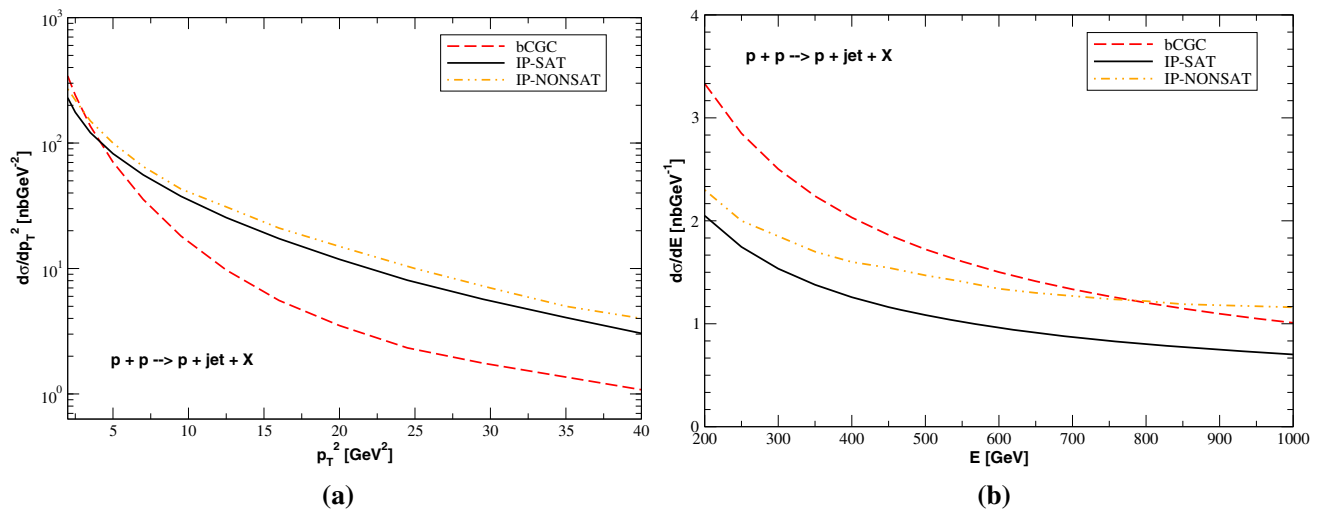 10^3
10^2
10^1
10^0
dσ/dp_T^2 [nbGeV^-2]
bCGC
IP-SAT
IP-NONSAT
p + p --> p + jet + X
5 10 15 20 25 30 35 40
p_T^2 [GeV^2]
(a)
4
3
2
1
0
dσ/dE [nbGeV^-1]
p + p --> p + jet + X
bCGC
IP-SAT
IP-NONSAT
200 300 400 500 600 700 800 900 1000
E [GeV]
(b)